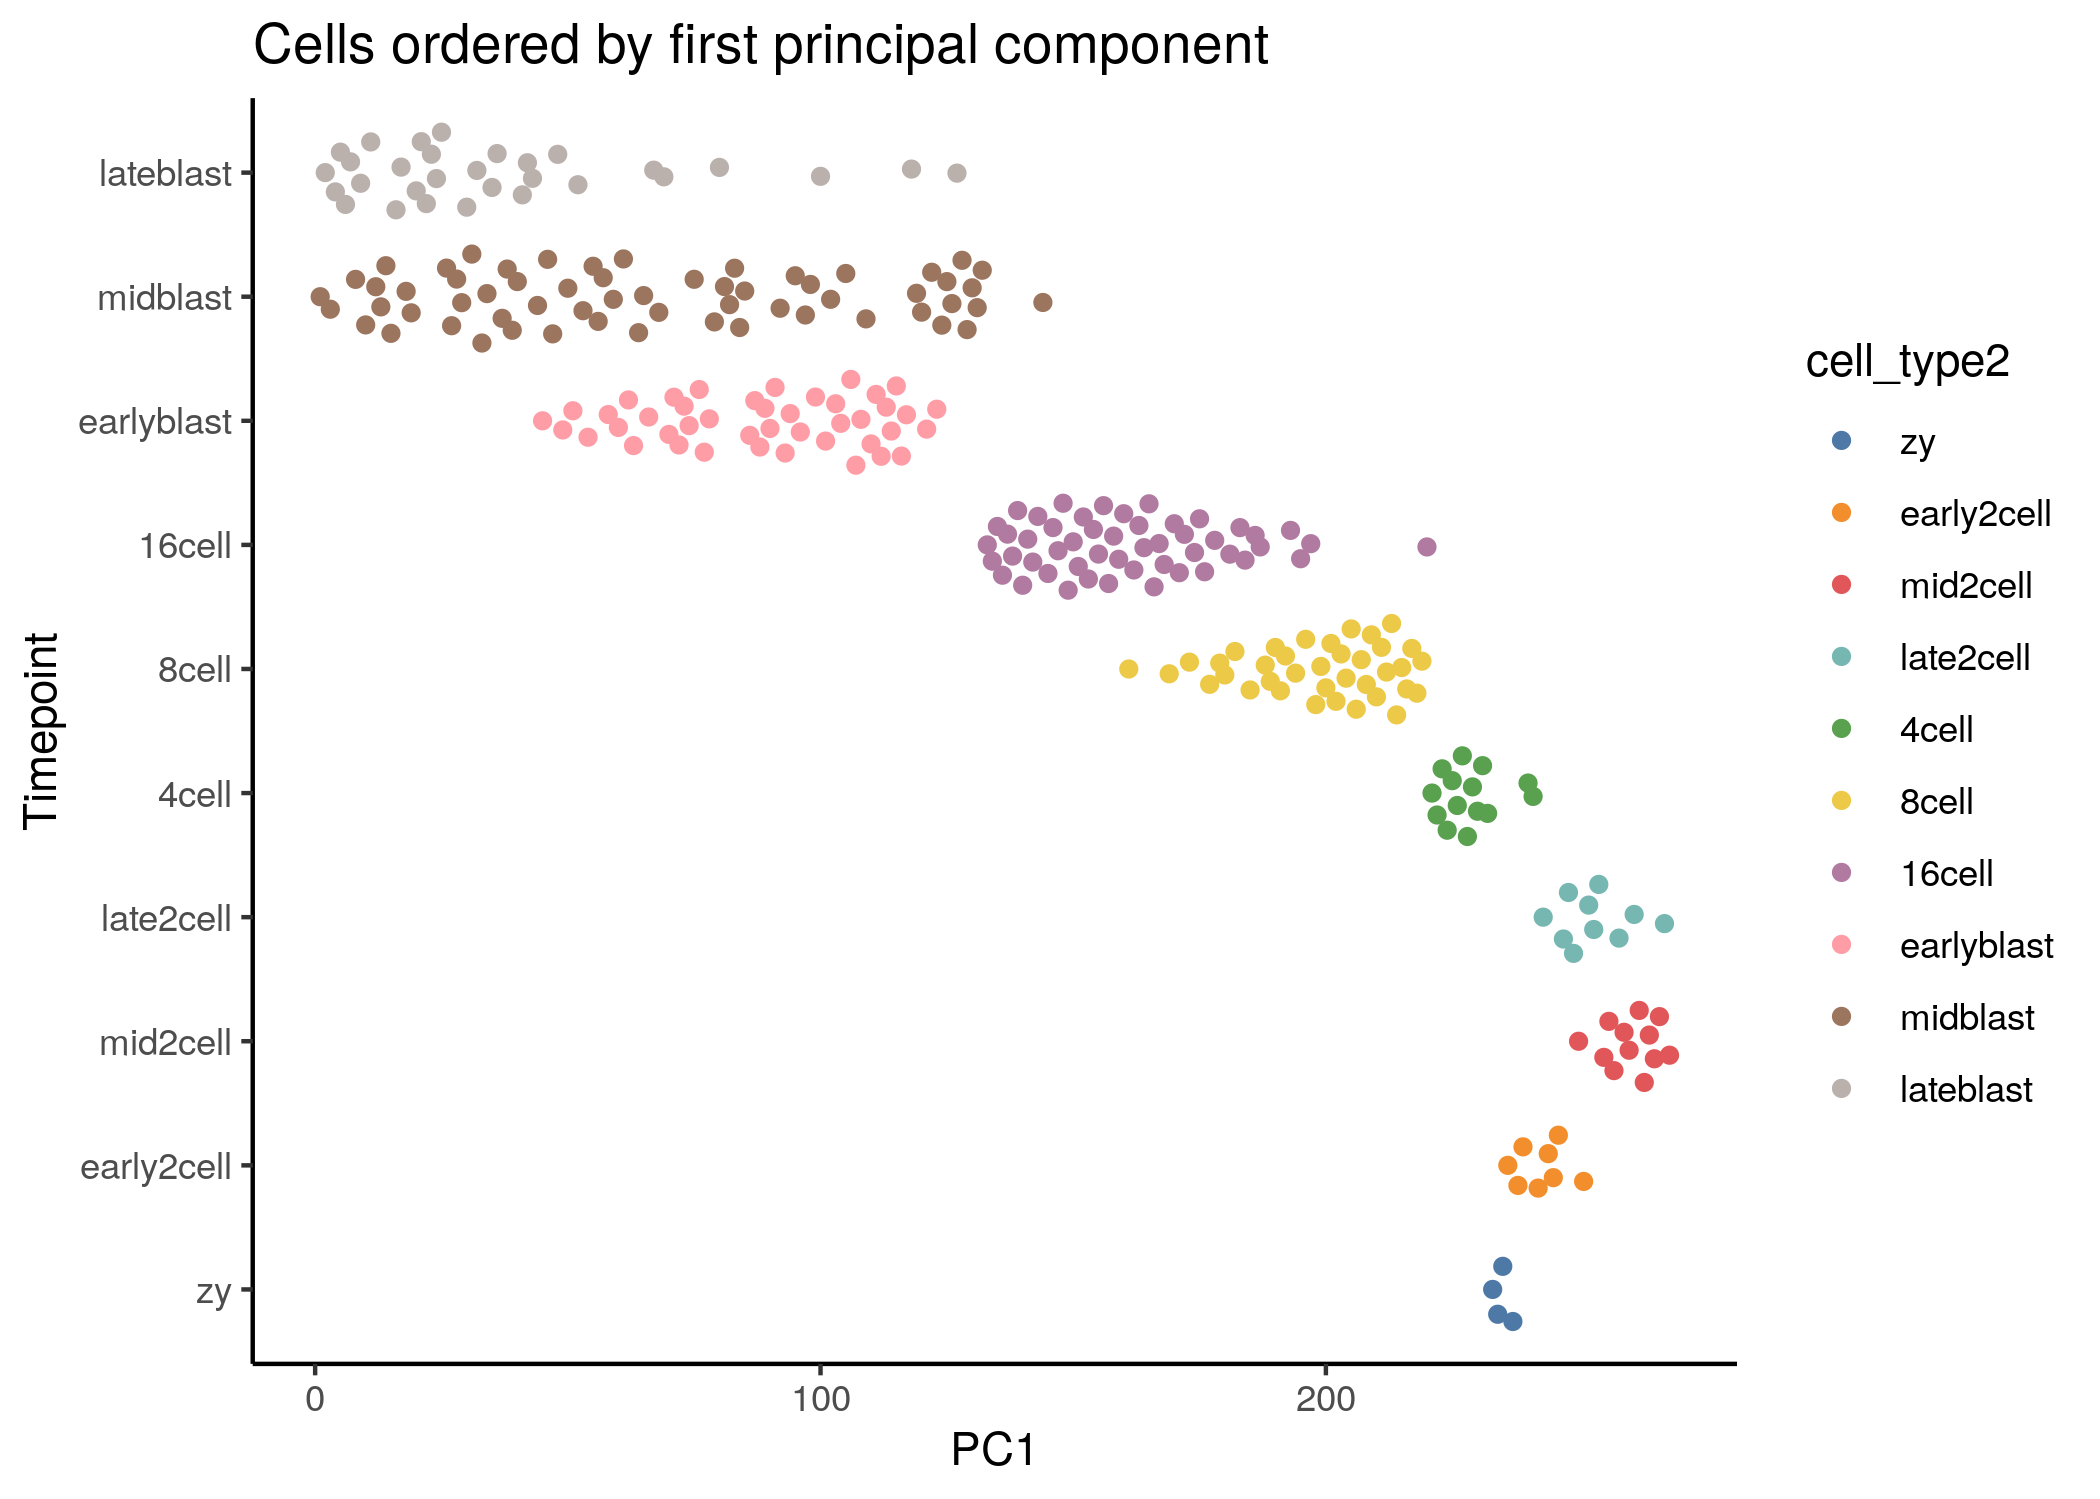 Cells ordered by first principal component
Timepoint
lateblast
midblast
earlyblast
16cell
8cell
4cell
late2cell
mid2cell
early2cell
zy
0 100 200
PC1
cell_type2
zy
early2cell
mid2cell
late2cell
4cell
8cell
16cell
earlyblast
midblast
lateblast